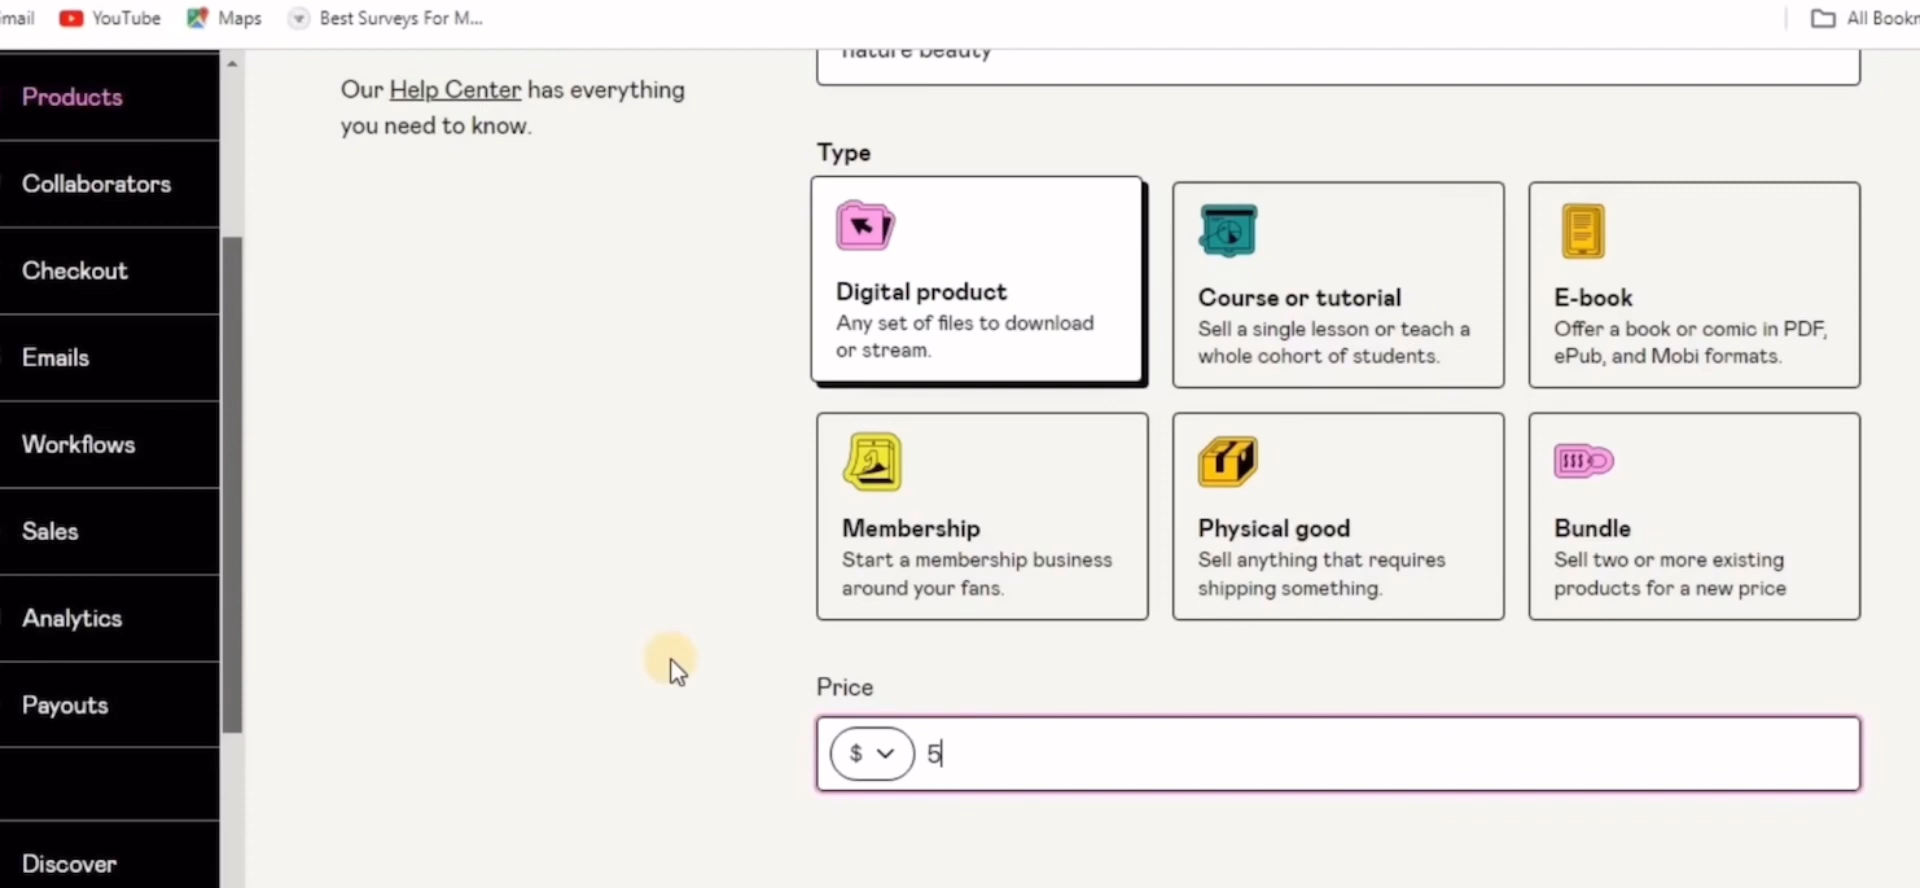 YouTube
Maps
Best Surveys For M...
Products
Collaborators
Checkout
Emails
Workflows
Sales
Analytics
Payouts
Discover
Our Help Center has everything
you need to know.
nature beauty
Type
Digital product
Any set of files to download
or stream.
Course or tutorial
Sell a single lesson or teach a
whole cohort of students.
E-book
Offer a book or comic in PDF,
ePub, and Mobi formats.
Membership
Start a membership business
around your fans.
Physical good
Sell anything that requires
shipping something.
Bundle
Sell two or more existing
products for a new price
Price
$ 5